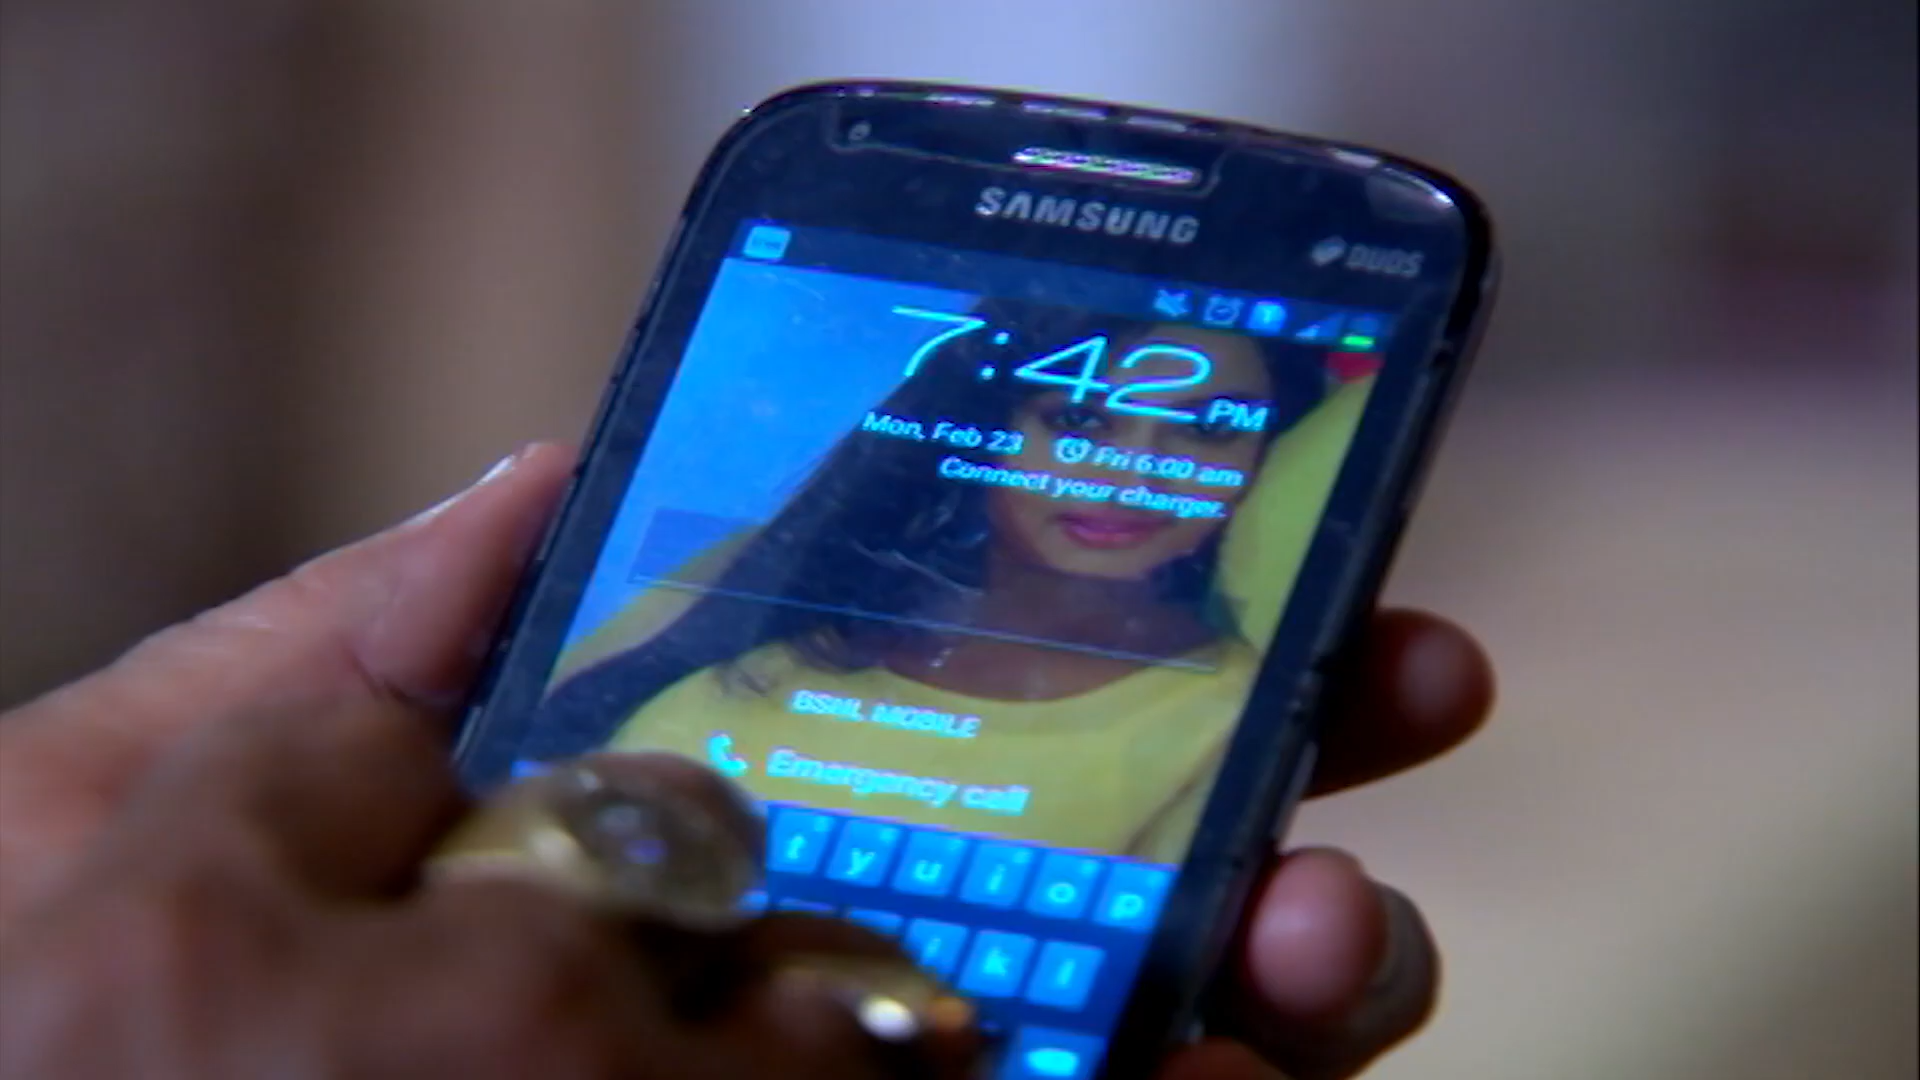 SAMSUNG
DUOS
7:42 PM
Mon, Feb 23 Fri 6:00 am
Connect your charger.
BSNL MOBILE
Emergency call
t y u i o p
j k l